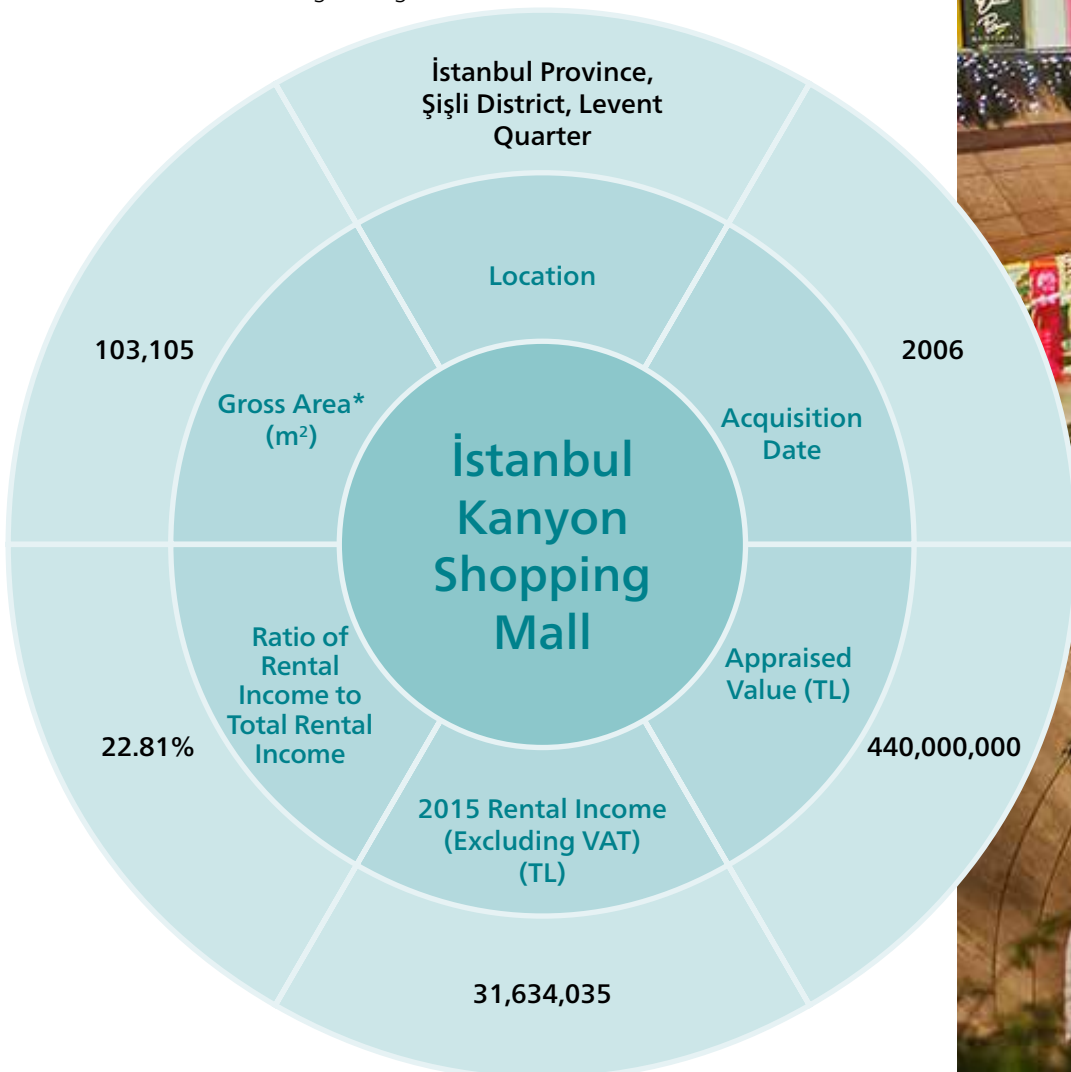 İstanbul Province,
Şişli District, Levent
Quarter
Location
103,105
Gross Area*
(m²)
2006
Acquisition
Date
İstanbul
Kanyon
Shopping
Mall
Ratio of
Rental
Income to
Total Rental
Income
22.81%
Appraised
Value (TL)
440,000,000
2015 Rental Income
(Excluding VAT)
(TL)
31,634,035